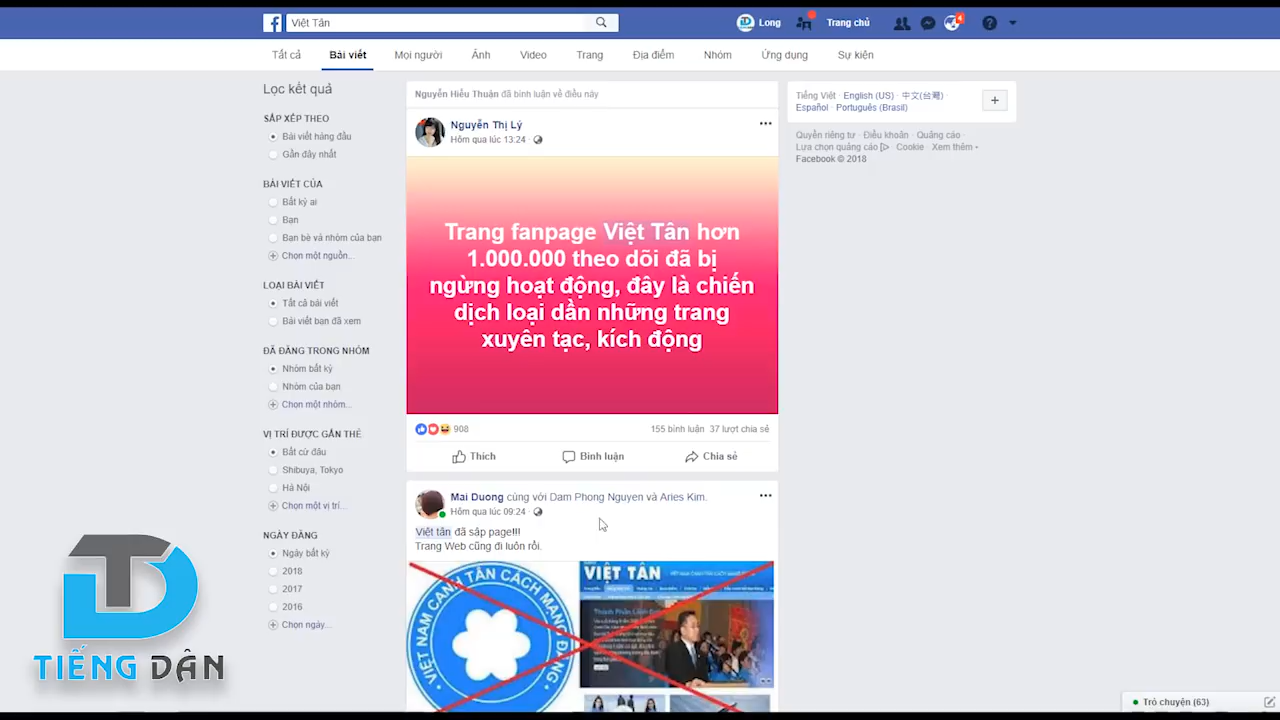 Việt Tân
Long
Trang chủ
4
Tất cả
Bài viết
Mọi người
Ảnh
Video
Trang
Địa điểm
Nhóm
Ứng dụng
Sự kiện
Lọc kết quả
SẮP XẾP THEO
Bài viết hàng đầu
Gần đây nhất
BÀI VIẾT CỦA
Bất kỳ ai
Bạn
Bạn bè và nhóm của bạn
Chọn một nguồn...
LOẠI BÀI VIẾT
Tất cả bài viết
Bài viết bạn đã xem
ĐÃ ĐĂNG TRONG NHÓM
Nhóm bất kỳ
Nhóm của bạn
Chọn một nhóm...
VỊ TRÍ ĐƯỢC GẮN THẺ
Bất cứ đâu
Shibuya, Tokyo
Hà Nội
Chọn một vị trí...
NGÀY ĐĂNG
Ngày bất kỳ
2018
2017
2016
Chọn ngày...
TIẾNG DÂN
Nguyễn Hiếu Thuận đã bình luận về điều này
Nguyễn Thị Lý
Hôm qua lúc 13:24 ·
Trang fanpage Việt Tân hơn
1.000.000 theo dõi đã bị
ngừng hoạt động, đây là chiến
dịch loại dần những trang
xuyên tạc, kích động
908
155 bình luận 37 lượt chia sẻ
Thích
Bình luận
Chia sẻ
Mai Duong cùng với Dam Phong Nguyen và Aries Kim.
Hôm qua lúc 09:24 ·
Việt tân đã sập page!!!
Trang Web cũng đi luôn rồi.
VIỆT NAM CANH TÂN CÁCH MẠNG ĐẢNG
VIỆT TÂN
Tiếng Việt · English (US) · 中文(台灣) ·
Español · Português (Brasil)
Quyền riêng tư · Điều khoản · Quảng cáo ·
Lựa chọn quảng cáo · Cookie · Xem thêm
Facebook © 2018
Trò chuyện (63)